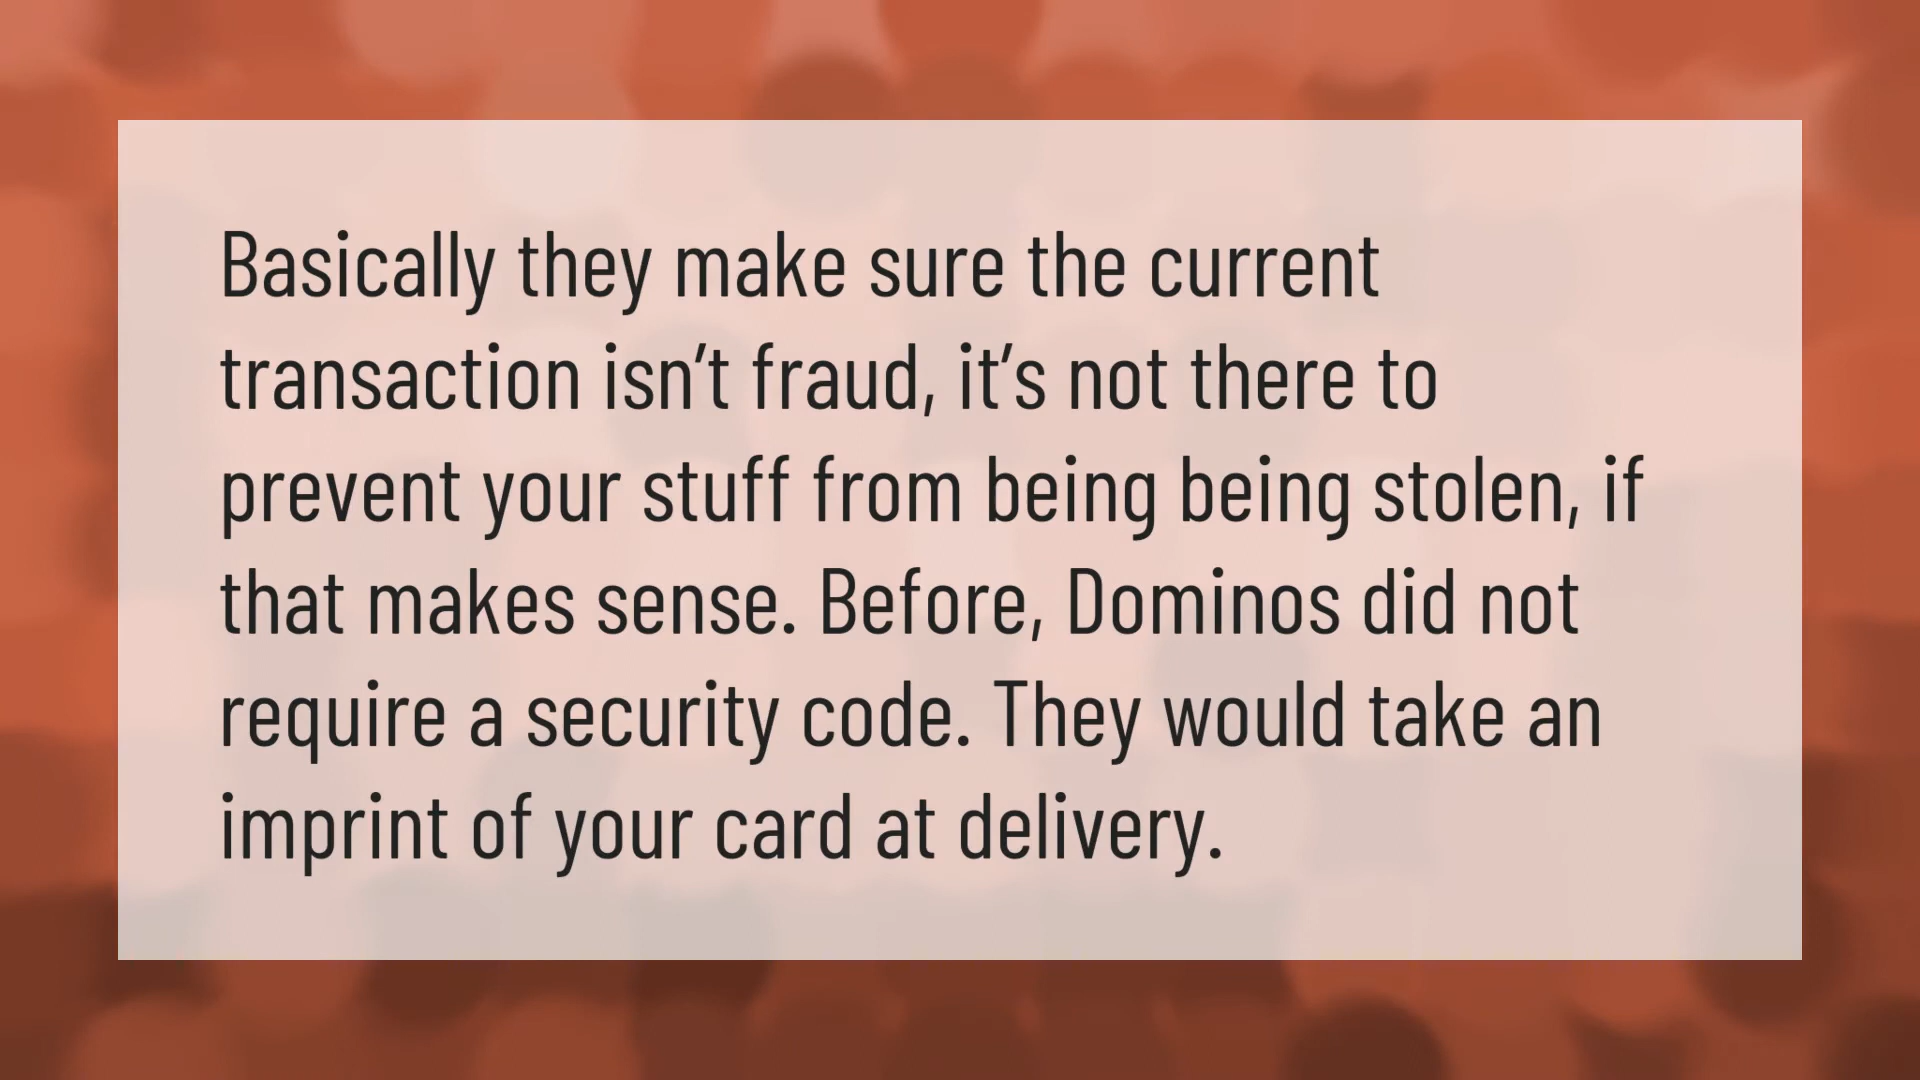 Basically they make sure the current
transaction isn’t fraud, it’s not there to
prevent your stuff from being being stolen, if
that makes sense. Before, Dominos did not
require a security code. They would take an
imprint of your card at delivery.